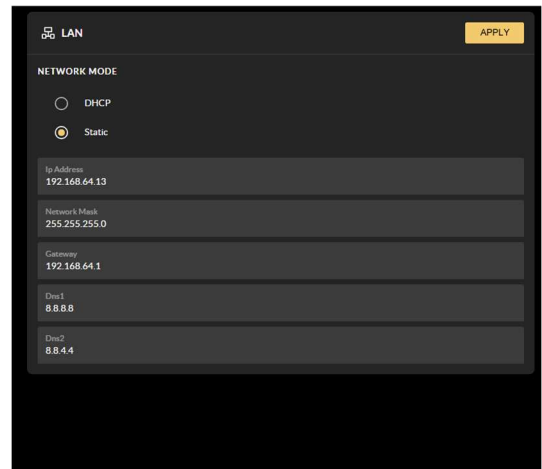 LAN
APPLY
NETWORK MODE
DHCP
Static
Ip Address
192.168.64.13
Network Mask
255.255.255.0
Gateway
192.168.64.1
Dns1
8.8.8.8
Dns2
8.8.4.4